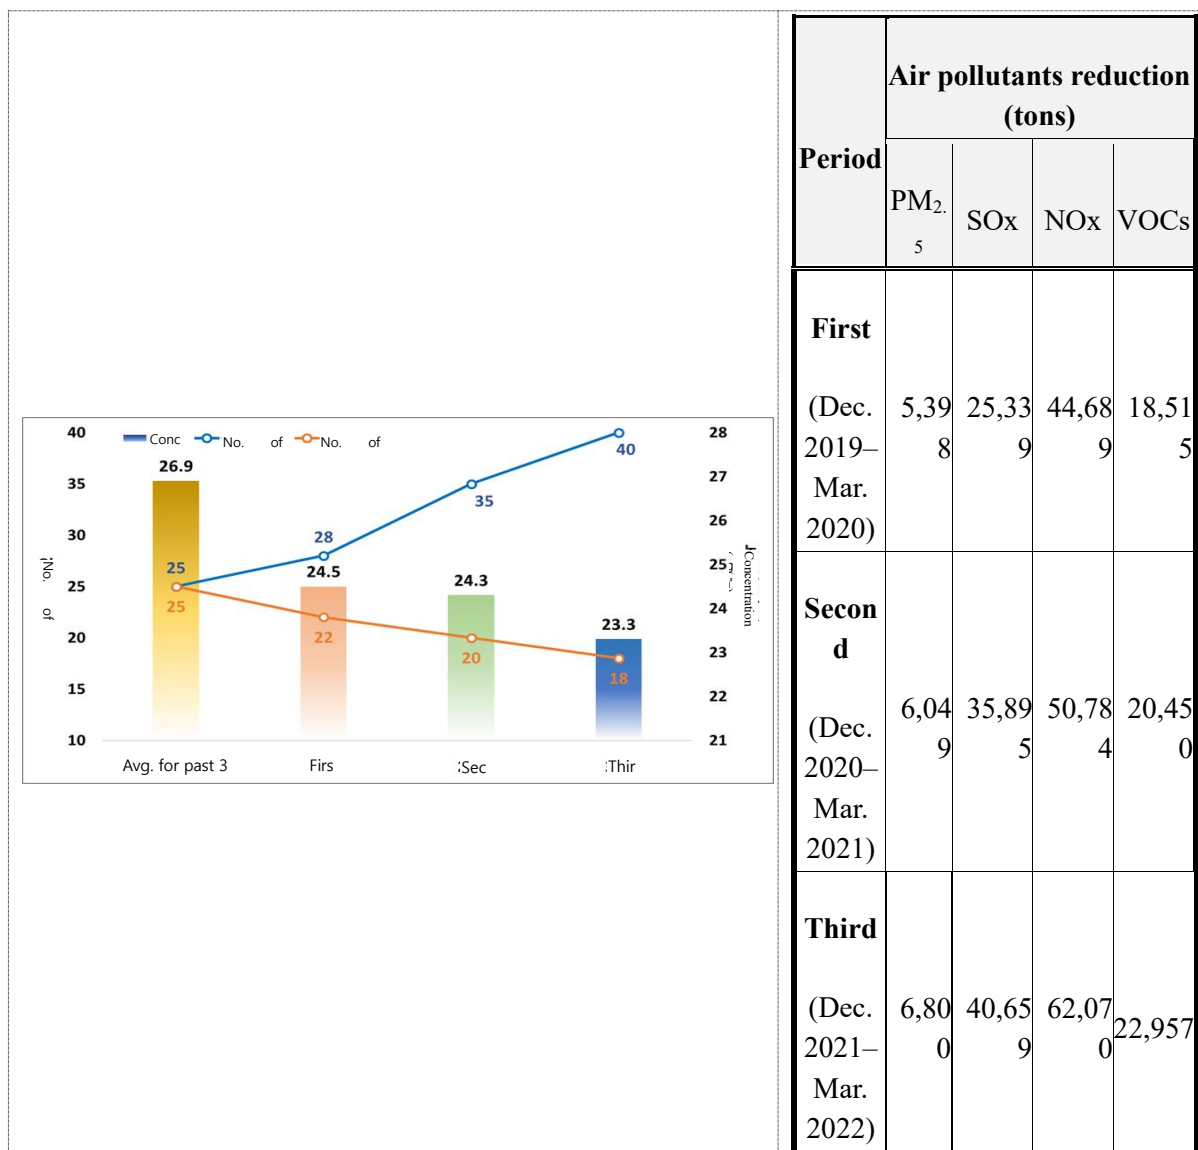 40
35
30
25
20
15
10
Conc No. of No. of
28
27
26
25
24
23
22
21
26.9
24.5
24.3
23.3
25
28
35
40
25
22
20
18
No.
of
Concentration
Avg. for past 3 Firs Sec Thir
Period
Air pollutants reduction
(tons)
PM2.
5
SOx NOx VOCs
First
(Dec.
2019–
Mar.
2020)
5,39
8
25,33
9
44,68
9
18,51
5
Secon
d
(Dec.
2020–
Mar.
2021)
6,04
9
35,89
5
50,78
4
20,45
0
Third
(Dec.
2021–
Mar.
2022)
6,80
0
40,65
9
62,07
0
22,957